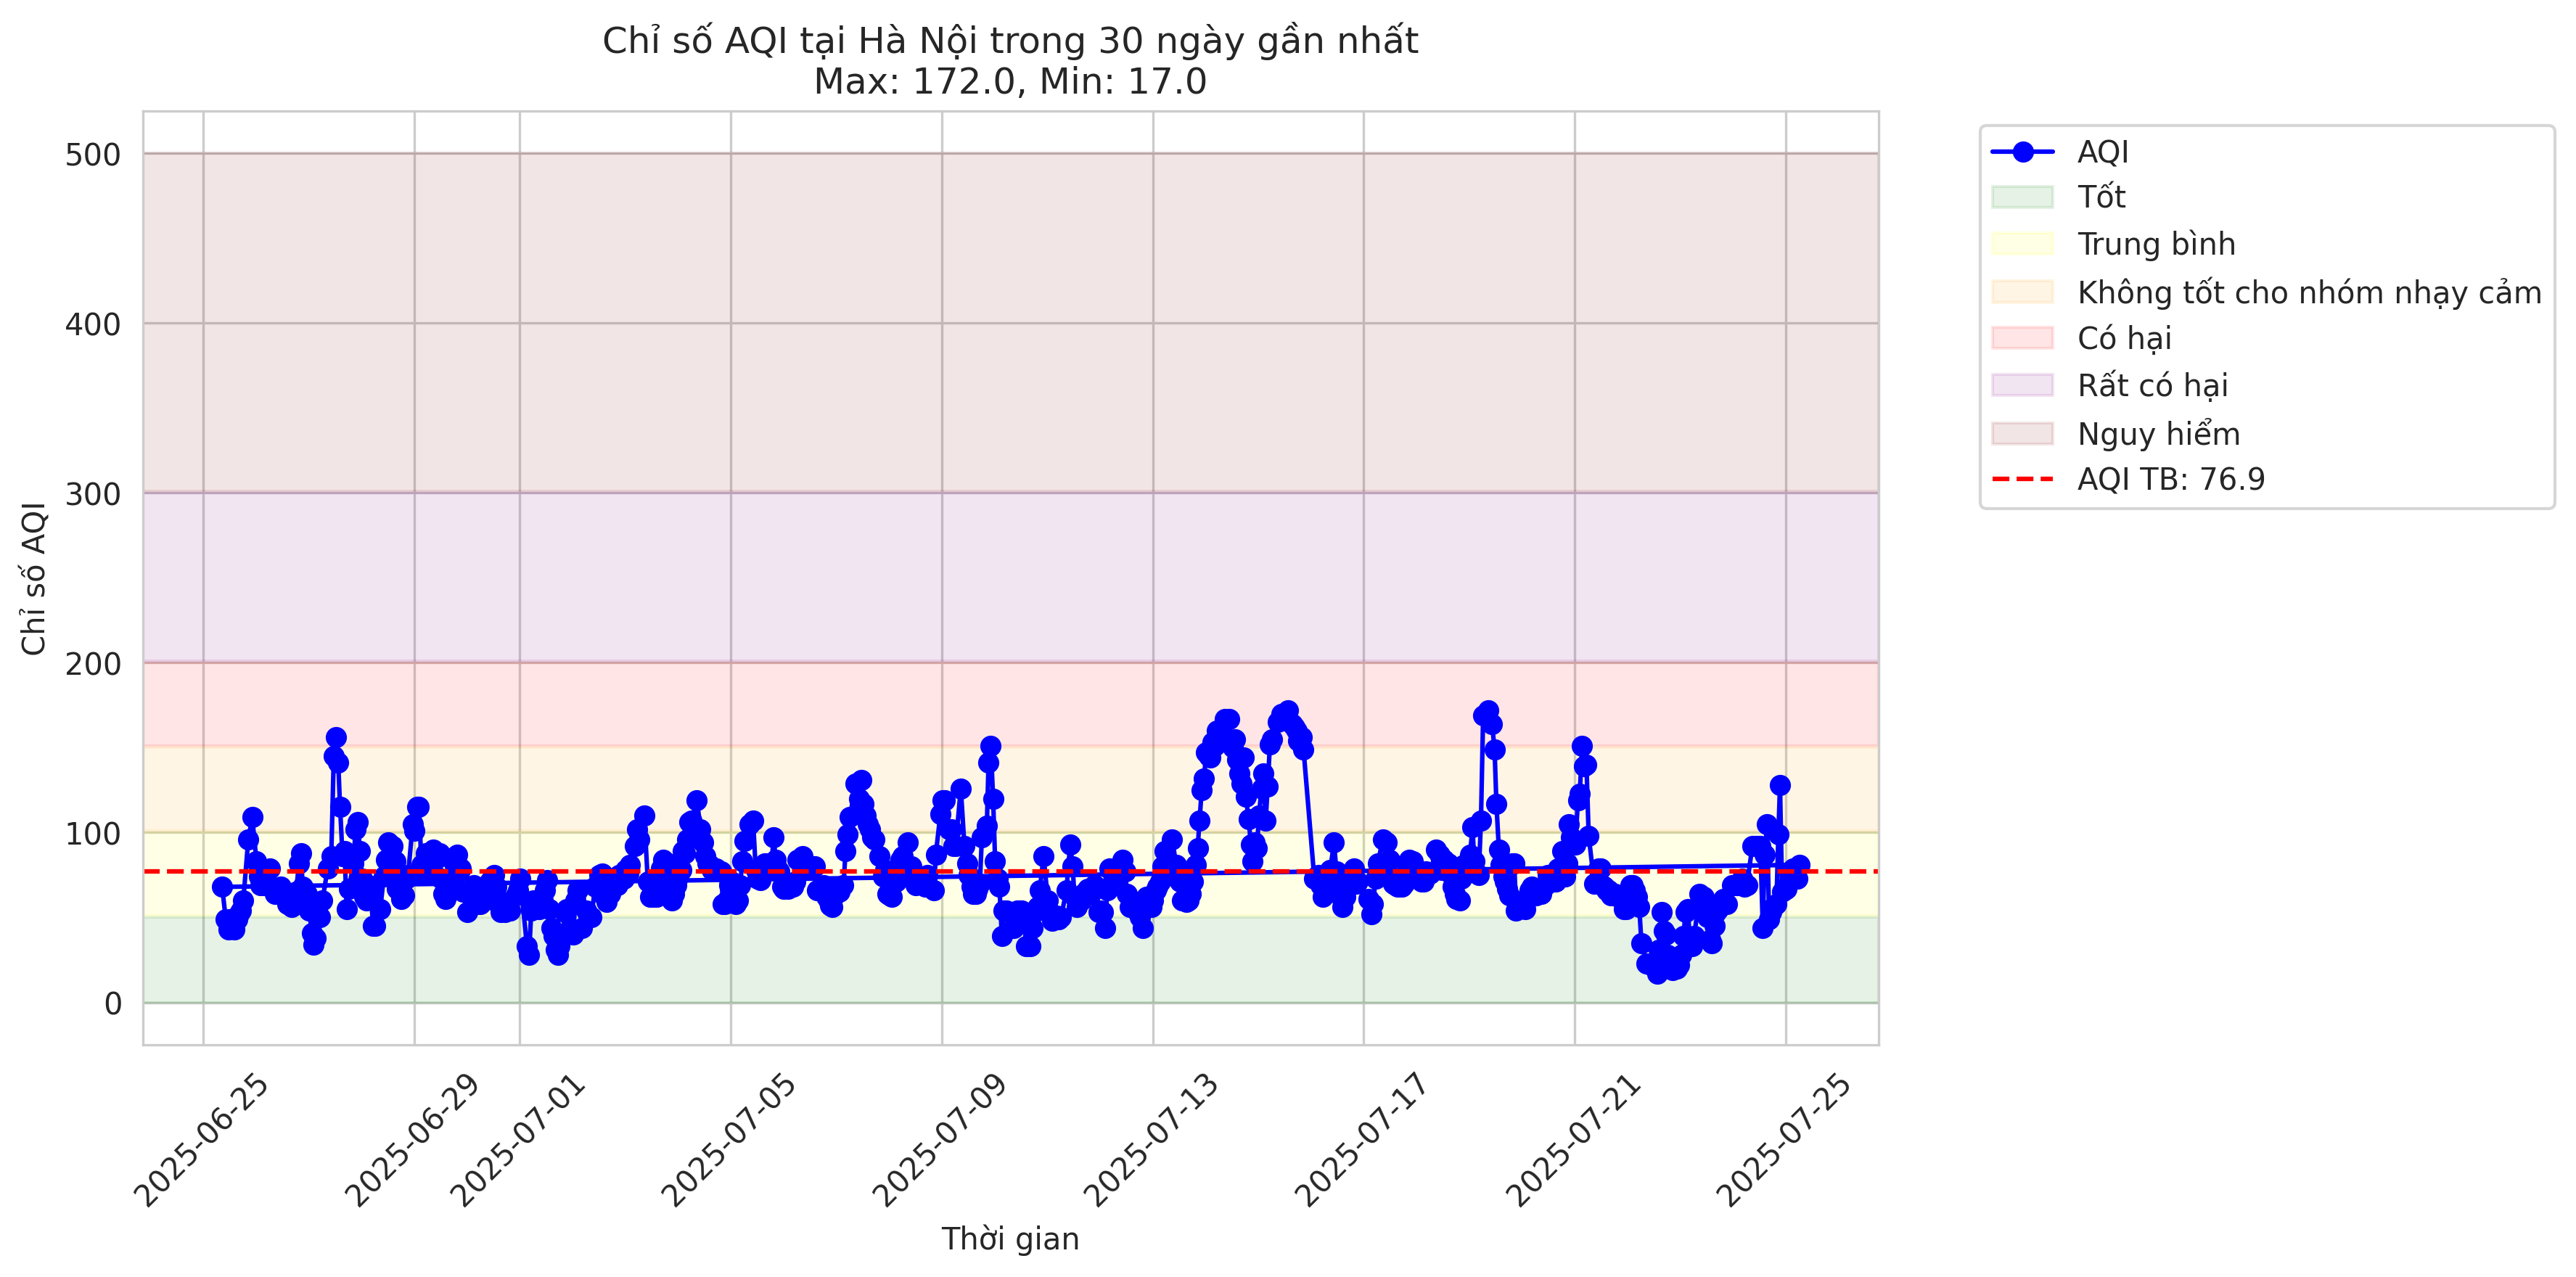 Chỉ số AQI tại Hà Nội trong 30 ngày gần nhất
Max: 172.0, Min: 17.0
Chỉ số AQI
500
400
300
200
100
0
2025-06-25
2025-06-29
2025-07-01
2025-07-05
2025-07-09
2025-07-13
2025-07-17
2025-07-21
2025-07-25
Thời gian
AQI
Tốt
Trung bình
Không tốt cho nhóm nhạy cảm
Có hại
Rất có hại
Nguy hiểm
AQI TB: 76.9